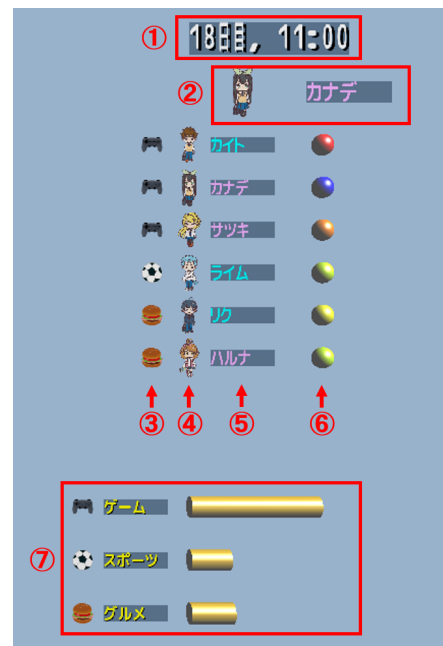 ① 18日目, 11:00
② カナデ
カイト
カナデ
サツキ
ライム
リク
ハルナ
③ ④ ⑤ ⑥
ゲーム
⑦ スポーツ
グルメ